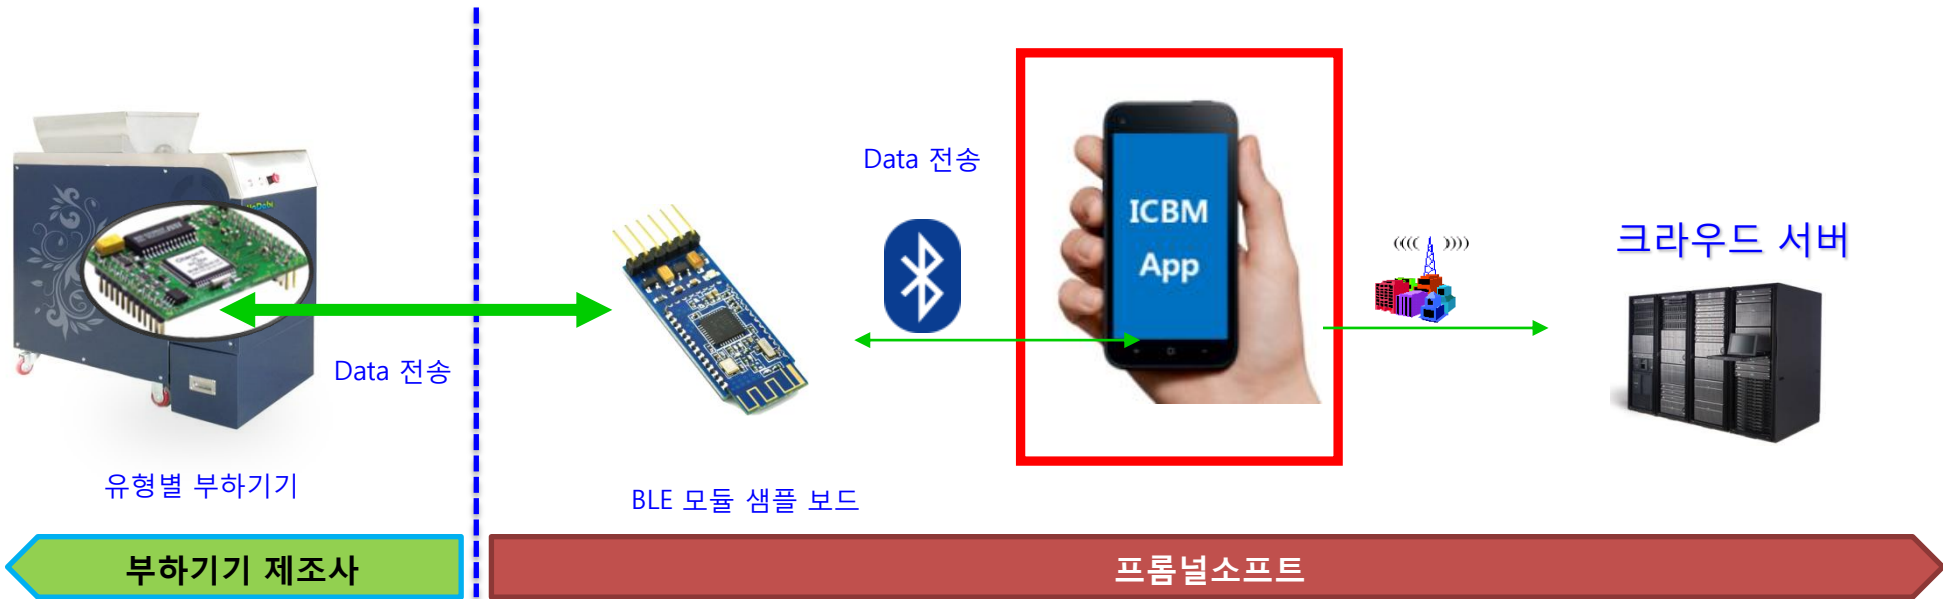 Data 전송
ICBM
App
크라우드 서버
Data 전송
유형별 부하기기
BLE 모듈 샘플 보드
부하기기 제조사
프롬널소프트